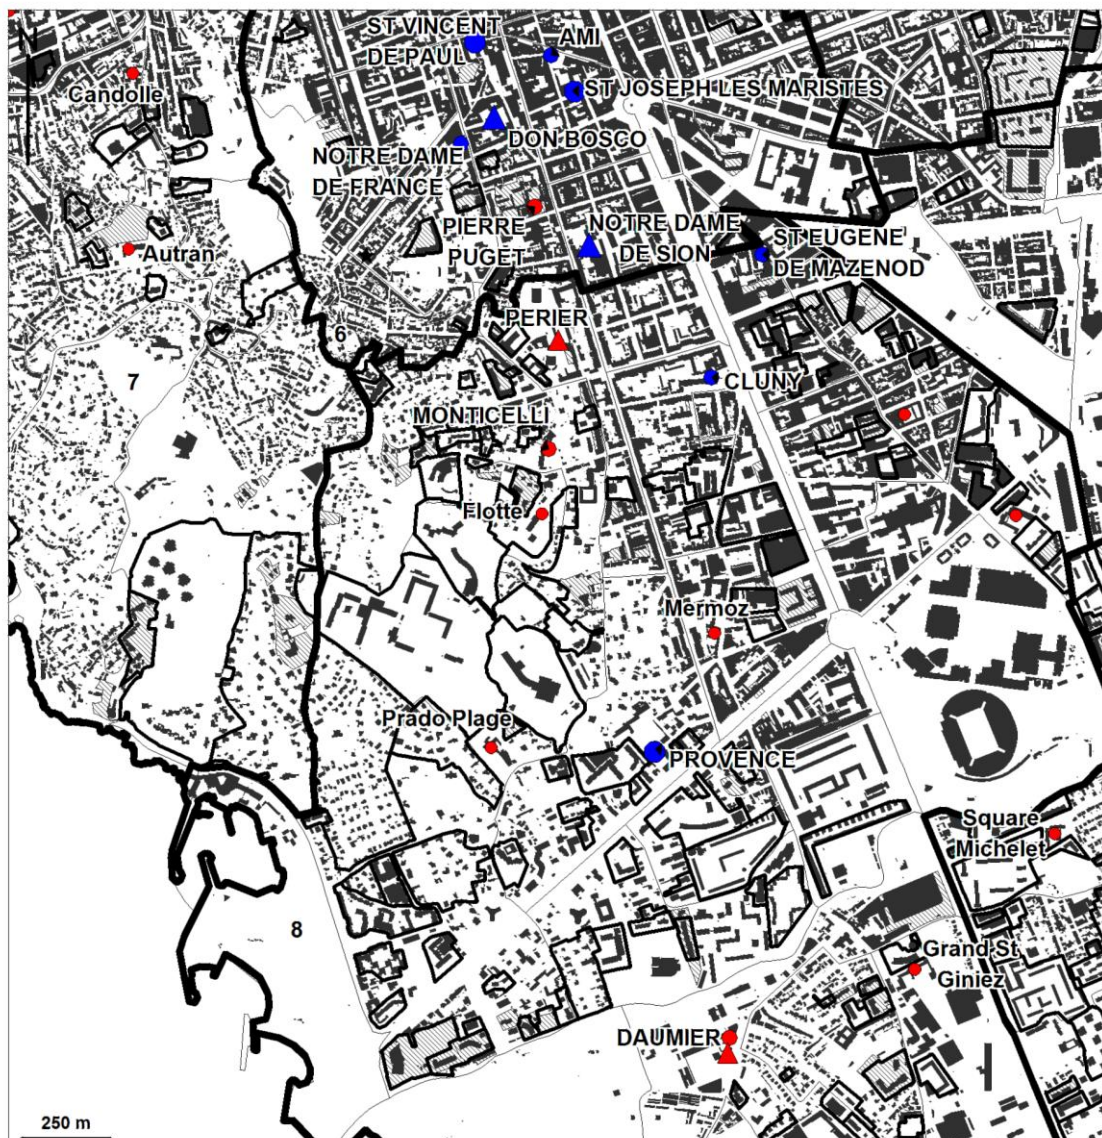 N
ST VINCENT
DE PAUL
AMI
Candolle
ST JOSEPH LES MARISTES
DON BOSCO
NOTRE DAME
DE FRANCE
PIERRE
PUGET
NOTRE DAME
DE SION
ST EUGENE
DE MAZENOD
Autran
PERIER
6
7
CLUNY
MONTICELLI
Flotte
Mermoz
Prado Plage
PROVENCE
Square
Michelet
8
Grand St
Giniez
DAUMIER
250 m